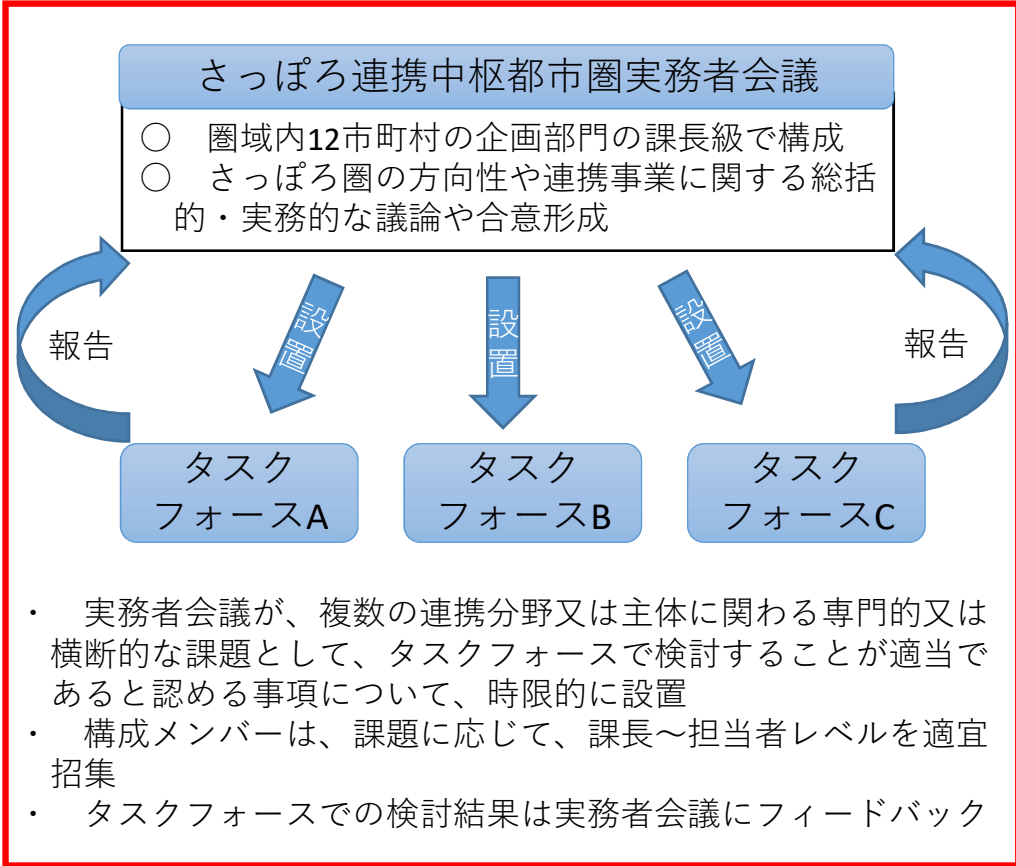 さっぽろ連携中枢都市圏実務者会議
○　圏域内12市町村の企画部門の課長級で構成
○　さっぽろ圏の方向性や連携事業に関する総括
的・実務的な議論や合意形成
報告
設置
設置
設置
報告
タスク
フォースA
タスク
フォースB
タスク
フォースC
・　実務者会議が、複数の連携分野又は主体に関わる専門的又は
横断的な課題として、タスクフォースで検討することが適当で
あると認める事項について、時限的に設置
・　構成メンバーは、課題に応じて、課長～担当者レベルを適宜
招集
・　タスクフォースでの検討結果は実務者会議にフィードバック